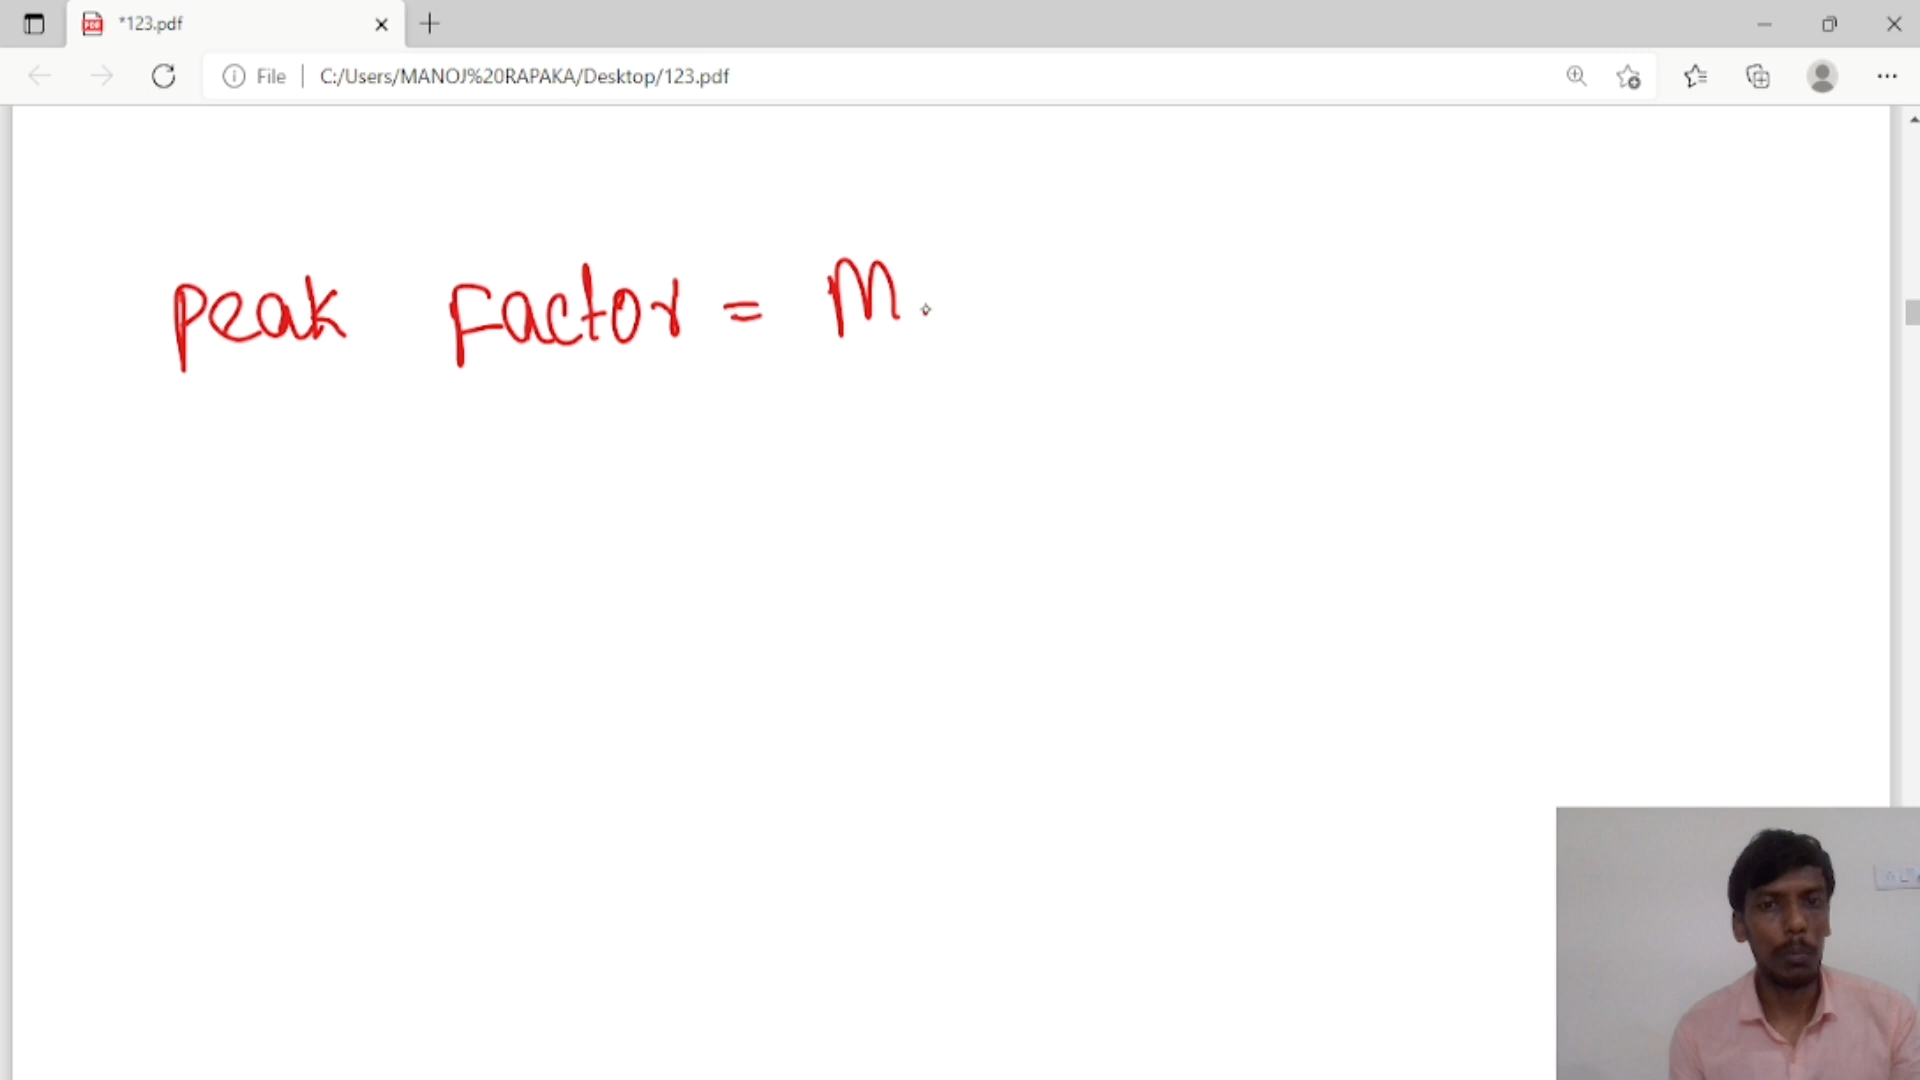 *123.pdf
File | C:/Users/MANOJ%20RAPAKA/Desktop/123.pdf
Peak Factor = M